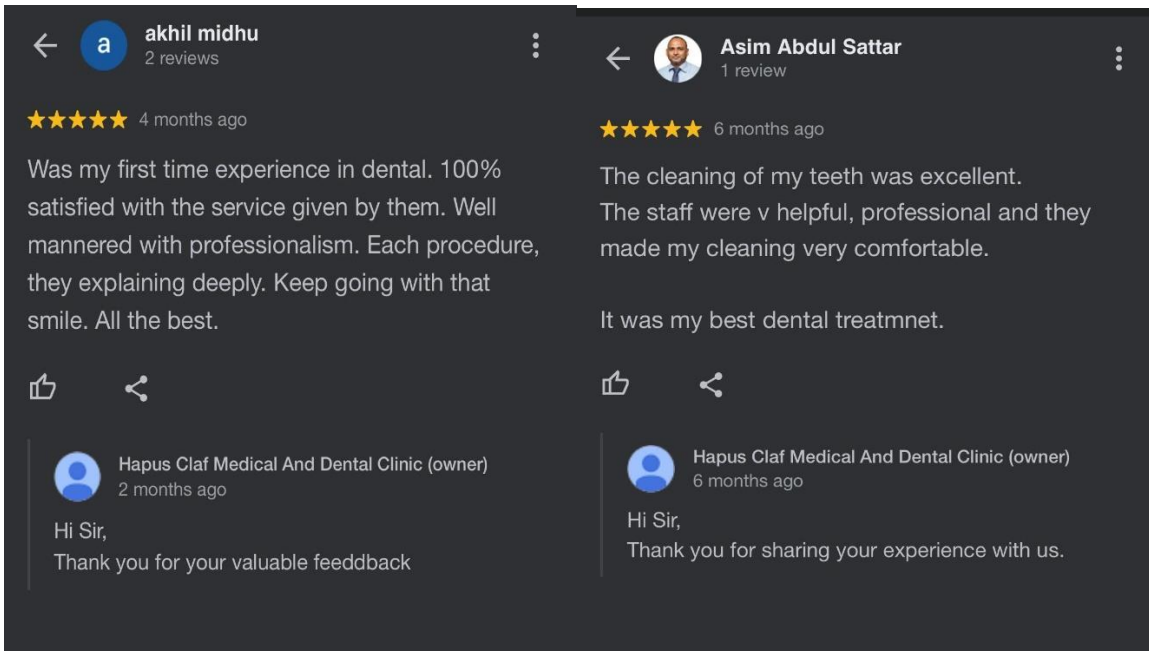 a
akhil midhu
2 reviews
4 months ago
Was my first time experience in dental. 100%
satisfied with the service given by them. Well
mannered with professionalism. Each procedure,
they explaining deeply. Keep going with that
smile. All the best.
Hapus Claf Medical And Dental Clinic (owner)
2 months ago
Hi Sir,
Thank you for your valuable feeddback
Asim Abdul Sattar
1 review
6 months ago
The cleaning of my teeth was excellent.
The staff were v helpful, professional and they
made my cleaning very comfortable.
It was my best dental treatmnet.
Hapus Claf Medical And Dental Clinic (owner)
6 months ago
Hi Sir,
Thank you for sharing your experience with us.